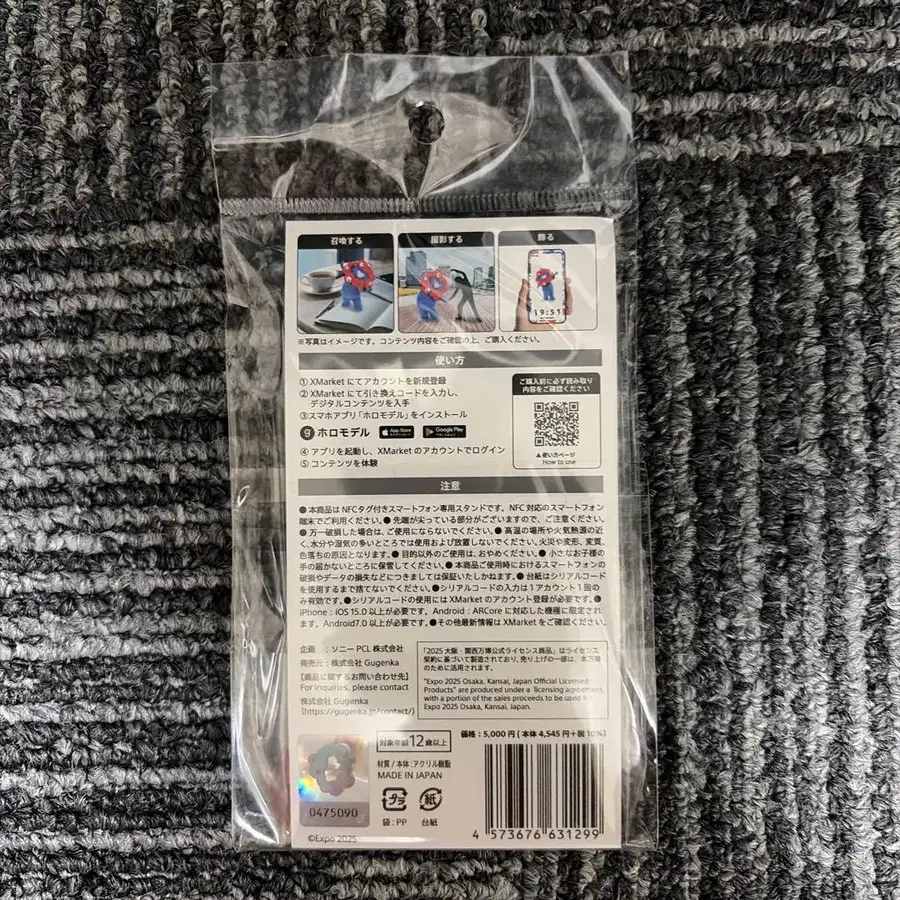 召喚する
撮影する
飾る
19:51
※写真はイメージです。コンテンツ内容をご確認の上、ご購入ください。
使い方
① XMarket にてアカウントを新規登録
② XMarket にて引き換えコードを入力し、
デジタルコンテンツを入手
③スマホアプリ「ホロモデル」をインストール
g ホロモデル
App Store
Google Play
④ アプリを起動し、XMarket のアカウントでログイン
⑤ コンテンツを体験
ご購入前に必ず読み取り
内容をご確認ください
▲使い方ページ
How to use
注意
● 本商品は NFCタグ付きスマートフォン専用スタンドです。NFC 対応のスマートフォン
端末でご利用ください。● 先端が尖っている部分がございますので、ご注意ください。
● 万一破損した場合は、ご使用にならないでください。● 高温の場所や火気熱源の近
く、水分や湿気の多いところでは使用および放置しないでください。火災や変形、変質、
色落ちの原因となります。● 目的以外のご使用は、おやめください。● 小さなお子様の
手の届かないところに保管してください。● 本商品ご使用時におけるスマートフォンの
破損やデータの損失などにつきましては保証いたしかねます。● 台紙はシリアルコード
を使用するまで捨てないでください。●シリアルコードの入力は1アカウント1回の
み有効です。●シリアルコードの使用にはXMarket のアカウント登録が必要です。●
iPhone：iOS 15.0 以上が必要です。Android：ARCore に対応した機種に限定され
ます。Android7.0 以上が必要です。●その他最新情報は XMarket をご確認ください。
企画 ：ソニー PCL 株式会社
発売元：株式会社 Gugenka
【商品に関するお問い合わせ先】
For inquiries, please contact
株式会社 Gugenka
(https://gugenka.jp/contact/)
「2025 大阪・関西万博公式ライセンス商品」はライセンス
契約に基づいて製造されており、売り上げの一部は、本万博
のために活用されます。
"Expo 2025 Osaka, Kansai, Japan Official Licensed
Products" are produced under a licensing agreement,
with a portion of the sales proceeds to be used for
Expo 2025 Osaka, Kansai, Japan.
価格：5,000 円 ( 本体 4,545 円＋税 10%)
対象年齢 12 歳以上
材質 / 本体：アクリル樹脂
MADE IN JAPAN
プラ
紙
袋：PP
台紙
0475090
©Expo 2025
4 573676 631299